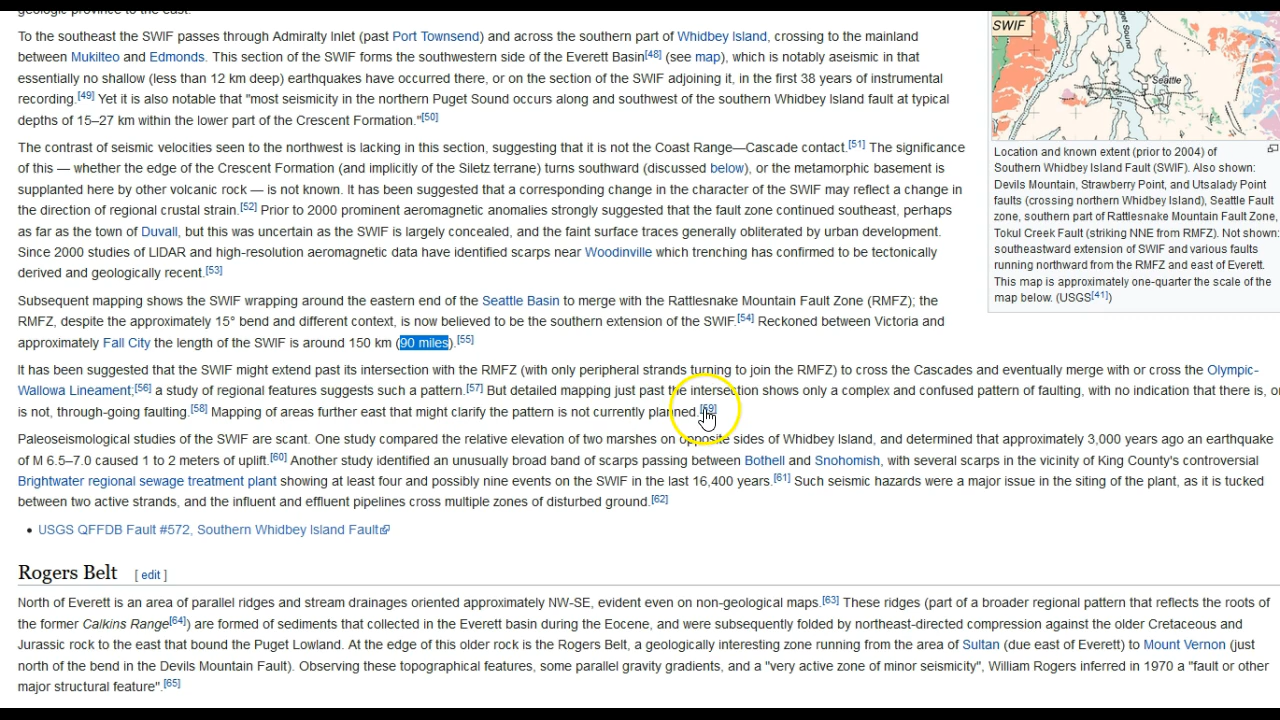 geologic province to the east.
To the southeast the SWIF passes through Admiralty Inlet (past Port Townsend) and across the southern part of Whidbey Island, crossing to the mainland
between Mukilteo and Edmonds. This section of the SWIF forms the southwestern side of the Everett Basin[48] (see map), which is notably aseismic in that
essentially no shallow (less than 12 km deep) earthquakes have occurred there, or on the section of the SWIF adjoining it, in the first 38 years of instrumental
recording.[49] Yet it is also notable that "most seismicity in the northern Puget Sound occurs along and southwest of the southern Whidbey Island fault at typical
depths of 15–27 km within the lower part of the Crescent Formation."[50]
The contrast of seismic velocities seen to the northwest is lacking in this section, suggesting that it is not the Coast Range—Cascade contact.[51] The significance
of this — whether the edge of the Crescent Formation (and implicitly of the Siletz terrane) turns southward (discussed below), or the metamorphic basement is
supplanted here by other volcanic rock — is not known. It has been suggested that a corresponding change in the character of the SWIF may reflect a change in
the direction of regional crustal strain.[52] Prior to 2000 prominent aeromagnetic anomalies strongly suggested that the fault zone continued southeast, perhaps
as far as the town of Duvall, but this was uncertain as the SWIF is largely concealed, and the faint surface traces generally obliterated by urban development.
Since 2000 studies of LIDAR and high-resolution aeromagnetic data have identified scarps near Woodinville which trenching has confirmed to be tectonically
derived and geologically recent.[53]
Subsequent mapping shows the SWIF wrapping around the eastern end of the Seattle Basin to merge with the Rattlesnake Mountain Fault Zone (RMFZ); the
RMFZ, despite the approximately 15° bend and different context, is now believed to be the southern extension of the SWIF.[54] Reckoned between Victoria and
approximately Fall City the length of the SWIF is around 150 km (90 miles).[55]
It has been suggested that the SWIF might extend past its intersection with the RMFZ (with only peripheral strands turning to join the RMFZ) to cross the Cascades and eventually merge with or cross the Olympic-
Wallowa Lineament;[56] a study of regional features suggests such a pattern.[57] But detailed mapping just past the intersection shows only a complex and confused pattern of faulting, with no indication that there is, or
is not, through-going faulting.[58] Mapping of areas further east that might clarify the pattern is not currently planned.[59]
Paleoseismological studies of the SWIF are scant. One study compared the relative elevation of two marshes on opposite sides of Whidbey Island, and determined that approximately 3,000 years ago an earthquake
of M 6.5–7.0 caused 1 to 2 meters of uplift.[60] Another study identified an unusually broad band of scarps passing between Bothell and Snohomish, with several scarps in the vicinity of King County's controversial
Brightwater regional sewage treatment plant showing at least four and possibly nine events on the SWIF in the last 16,400 years.[61] Such seismic hazards were a major issue in the siting of the plant, as it is tucked
between two active strands, and the influent and effluent pipelines cross multiple zones of disturbed ground.[62]
• USGS QFFDB Fault #572, Southern Whidbey Island Fault
Rogers Belt [ edit ]
North of Everett is an area of parallel ridges and stream drainages oriented approximately NW-SE, evident even on non-geological maps.[63] These ridges (part of a broader regional pattern that reflects the roots of
the former Calkins Range[64]) are formed of sediments that collected in the Everett basin during the Eocene, and were subsequently folded by northeast-directed compression against the older Cretaceous and
Jurassic rock to the east that bound the Puget Lowland. At the edge of this older rock is the Rogers Belt, a geologically interesting zone running from the area of Sultan (due east of Everett) to Mount Vernon (just
north of the bend in the Devils Mountain Fault). Observing these topographical features, some parallel gravity gradients, and a "very active zone of minor seismicity", William Rogers inferred in 1970 a "fault or other
major structural feature".[65]
SWIF
Sound
Seattle
Location and known extent (prior to 2004) of
Southern Whidbey Island Fault (SWIF). Also shown:
Devils Mountain, Strawberry Point, and Utsalady Point
faults (crossing northern Whidbey Island), Seattle Fault
zone, southern part of Rattlesnake Mountain Fault Zone,
Tokul Creek Fault (striking NNE from RMFZ). Not shown:
southeastward extension of SWIF and various faults
running northward from the RMFZ and east of Everett.
This map is approximately one-quarter the scale of the
map below. (USGS[41])